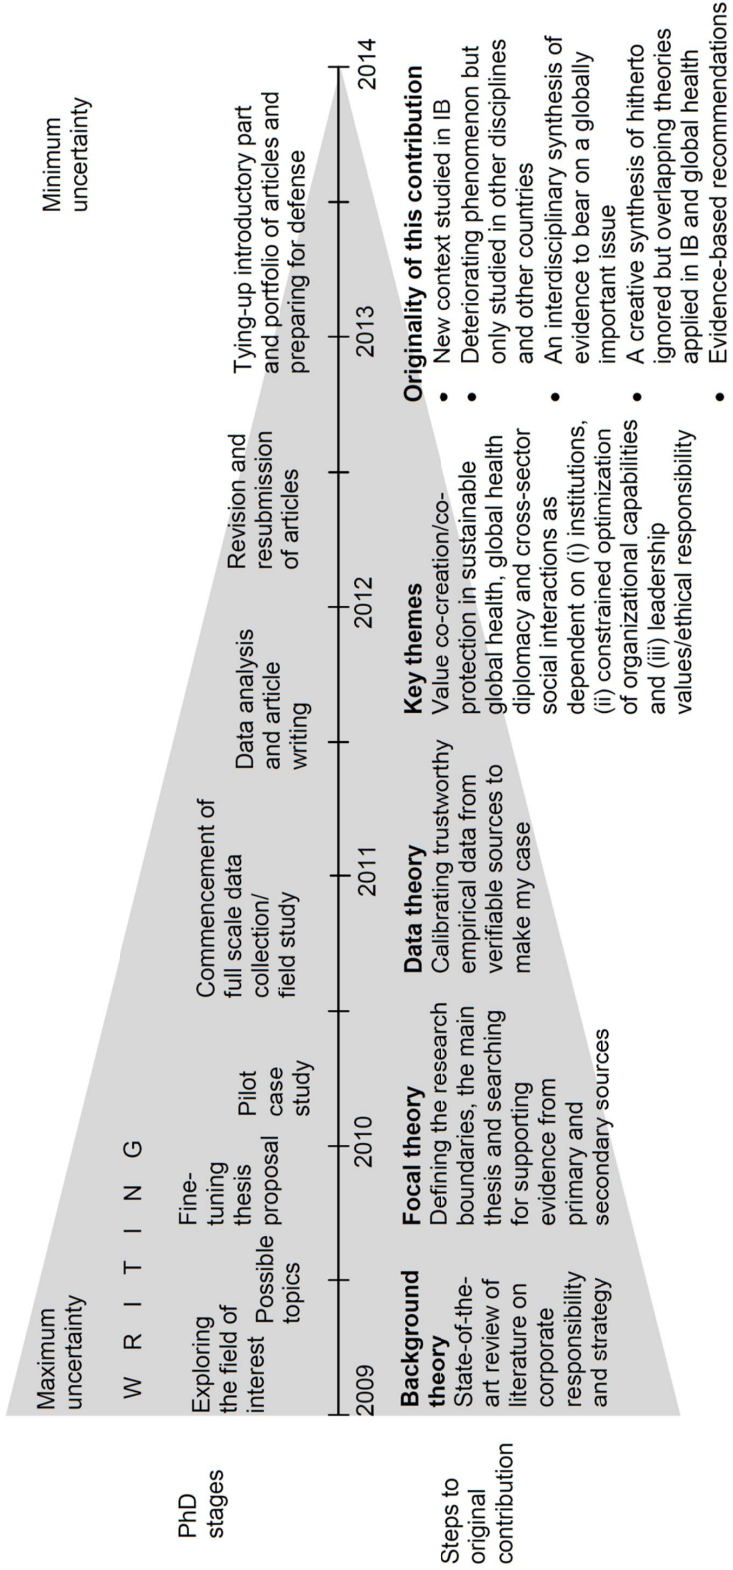 Maximum
uncertainty
Minimum
uncertainty
W R I T I N G
PhD
stages
Exploring
the field of
interest
Possible
topics
Fine-
tuning
thesis
proposal
Pilot
case
study
Commencement of
full scale data
collection/
field study
Data analysis
and article
writing
Revision and
resubmission
of articles
Tying-up introductory part
and portfolio of articles and
preparing for defense
2009
2010
2011
2012
2013
2014
Steps to
original
contribution
Background
theory
State-of-the-
art review of
literature on
corporate
responsibility
and strategy
Focal theory
Defining the research
boundaries, the main
thesis and searching
for supporting
evidence from
primary and
secondary sources
Data theory
Calibrating trustworthy
empirical data from
verifiable sources to
make my case
Key themes
Value co-creation/co-
protection in sustainable
global health, global health
diplomacy and cross-sector
social interactions as
dependent on (i) institutions,
(ii) constrained optimization
of organizational capabilities
and (iii) leadership
values/ethical responsibility
Originality of this contribution
• New context studied in IB
• Deteriorating phenomenon but
only studied in other disciplines
and other countries
• An interdisciplinary synthesis of
evidence to bear on a globally
important issue
• A creative synthesis of hitherto
ignored but overlapping theories
applied in IB and global health
• Evidence-based recommendations